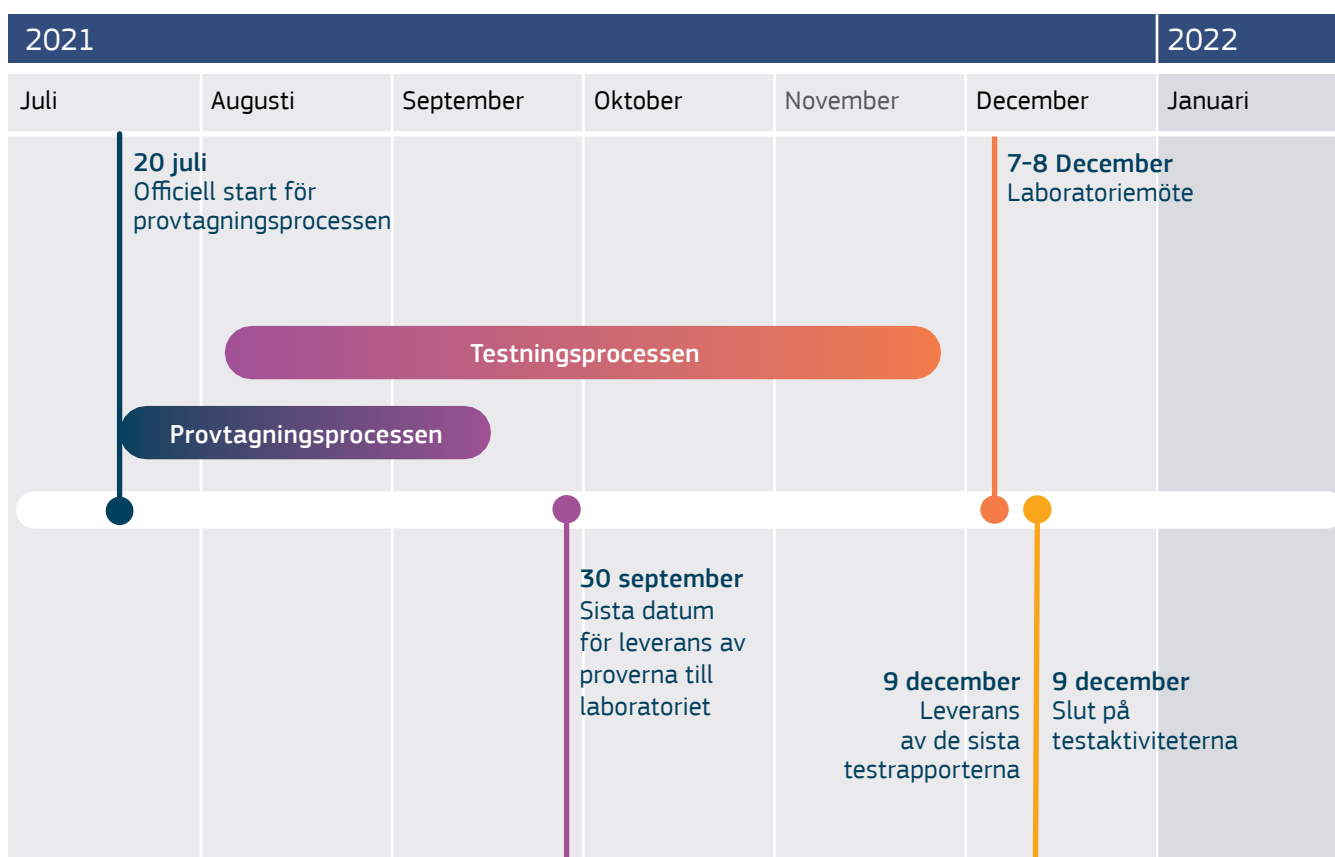 2021
2022
Juli
Augusti
September
Oktober
November
December
Januari
20 juli
Officiell start för
provtagningsprocessen
7-8 December
Laboratoriemöte
Testningsprocessen
Provtagningsprocessen
30 september
Sista datum
för leverans av
proverna till
laboratoriet
9 december
Leverans
av de sista
testrapporterna
9 december
Slut på
testaktiviteterna